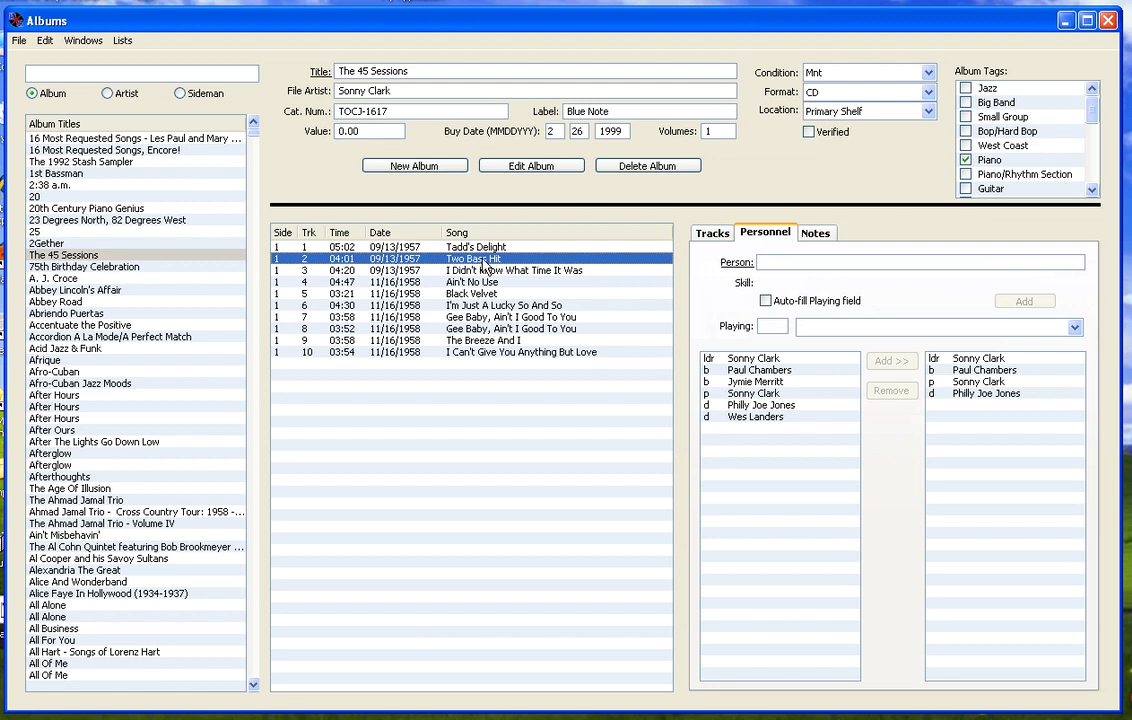 Albums
File Edit Windows Lists
Album Artist Sideman
Title: The 45 Sessions
File Artist: Sonny Clark
Cat. Num.: TOCJ-1617 Label: Blue Note
Value: 0.00 Buy Date (MMDDYYY): 2 26 1999 Volumes: 1
Condition: Mnt
Format: CD
Location: Primary Shelf
Verified
Album Tags:
Jazz
Big Band
Small Group
Bop/Hard Bop
West Coast
Piano
Piano/Rhythm Section
Guitar
New Album Edit Album Delete Album
Album Titles
16 Most Requested Songs - Les Paul and Mary ...
16 Most Requested Songs, Encore!
The 1992 Stash Sampler
1st Bassman
2:38 a.m.
20
20th Century Piano Genius
23 Degrees North, 82 Degrees West
25
2Gether
The 45 Sessions
75th Birthday Celebration
A. J. Croce
Abbey Lincoln's Affair
Abbey Road
Abriendo Puertas
Accentuate the Positive
Accordion A La Mode/A Perfect Match
Acid Jazz & Funk
Afrique
Afro-Cuban
Afro-Cuban Jazz Moods
After Hours
After Hours
After Hours
After Ours
After The Lights Go Down Low
Afterglow
Afterglow
Afterthoughts
The Age Of Illusion
The Ahmad Jamal Trio
Ahmad Jamal Trio - Cross Country Tour: 1958 -...
The Ahmad Jamal Trio - Volume IV
Ain't Misbehavin'
The Al Cohn Quintet featuring Bob Brookmeyer ...
Al Cooper and his Savoy Sultans
Alexandria The Great
Alice And Wonderband
Alice Faye In Hollywood (1934-1937)
All Alone
All Alone
All Business
All For You
All Hart - Songs of Lorenz Hart
All Of Me
All Of Me
Side Trk Time Date Song
1 1 05:02 09/13/1957 Tadd's Delight
1 2 04:01 09/13/1957 Two Bass Hit
1 3 04:20 09/13/1957 I Didn't Know What Time It Was
1 4 04:47 11/16/1958 Ain't No Use
1 5 03:21 11/16/1958 Black Velvet
1 6 04:30 11/16/1958 I'm Just A Lucky So And So
1 7 03:58 11/16/1958 Gee Baby, Ain't I Good To You
1 8 03:52 11/16/1958 Gee Baby, Ain't I Good To You
1 9 03:58 11/16/1958 The Breeze And I
1 10 03:54 11/16/1958 I Can't Give You Anything But Love
Tracks Personnel Notes
Person:
Skill:
Auto-fill Playing field Add
Playing:
ldr Sonny Clark
b Paul Chambers
b Jymie Merritt
p Sonny Clark
d Philly Joe Jones
d Wes Landers
Add >>
Remove
ldr Sonny Clark
b Paul Chambers
p Sonny Clark
d Philly Joe Jones